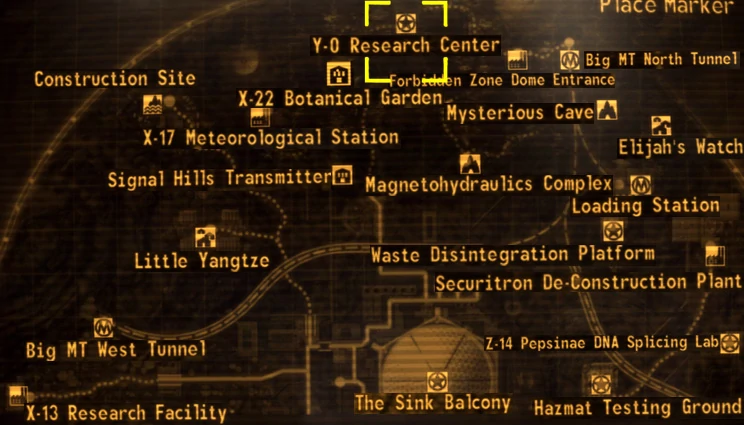 Place Marker
Y-0 Research Center
Big MT North Tunnel
Construction Site
Forbidden Zone Dome Entrance
X-22 Botanical Garden
Mysterious Cave
X-17 Meteorological Station
Elijah's Watch
Signal Hills Transmitter
Magnetohydraulics Complex
Loading Station
Waste Disintegration Platform
Little Yangtze
Securitron De-Construction Plant
Big MT West Tunnel
Z-14 Pepsinae DNA Splicing Lab
The Sink Balcony
Hazmat Testing Ground
X-13 Research Facility